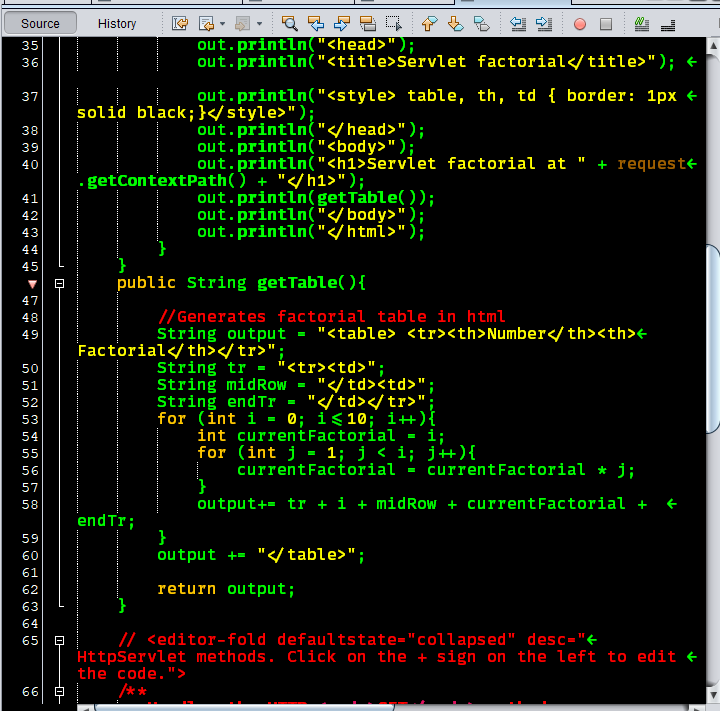 Source History
35 out.println("<head>");
36 out.println("<title>Servlet factorial</title>"); ←
37 out.println("<style> table, th, td { border: 1px ←
solid black;}</style>");
38 out.println("</head>");
39 out.println("<body>");
40 out.println("<h1>Servlet factorial at " + request←
.getContextPath() + "</h1>");
41 out.println(getTable());
42 out.println("</body>");
43 out.println("</html>");
44 }
45 }
public String getTable(){
47
48 //Generates factorial table in html
49 String output = "<table> <tr><th>Number</th><th>←
Factorial</th></tr>";
50 String tr = "<tr><td>";
51 String midRow = "</td><td>";
52 String endTr = "</td></tr>";
53 for (int i = 0; i<=10; i++){
54 int currentFactorial = i;
55 for (int j = 1; j < i; j++){
56 currentFactorial = currentFactorial * j;
57 }
58 output+= tr + i + midRow + currentFactorial + ←
endTr;
59 }
60 output += "</table>";
61
62 return output;
63 }
64
65 // <editor-fold defaultstate="collapsed" desc="←
HttpServlet methods. Click on the + sign on the left to edit ←
the code.">
66 /**